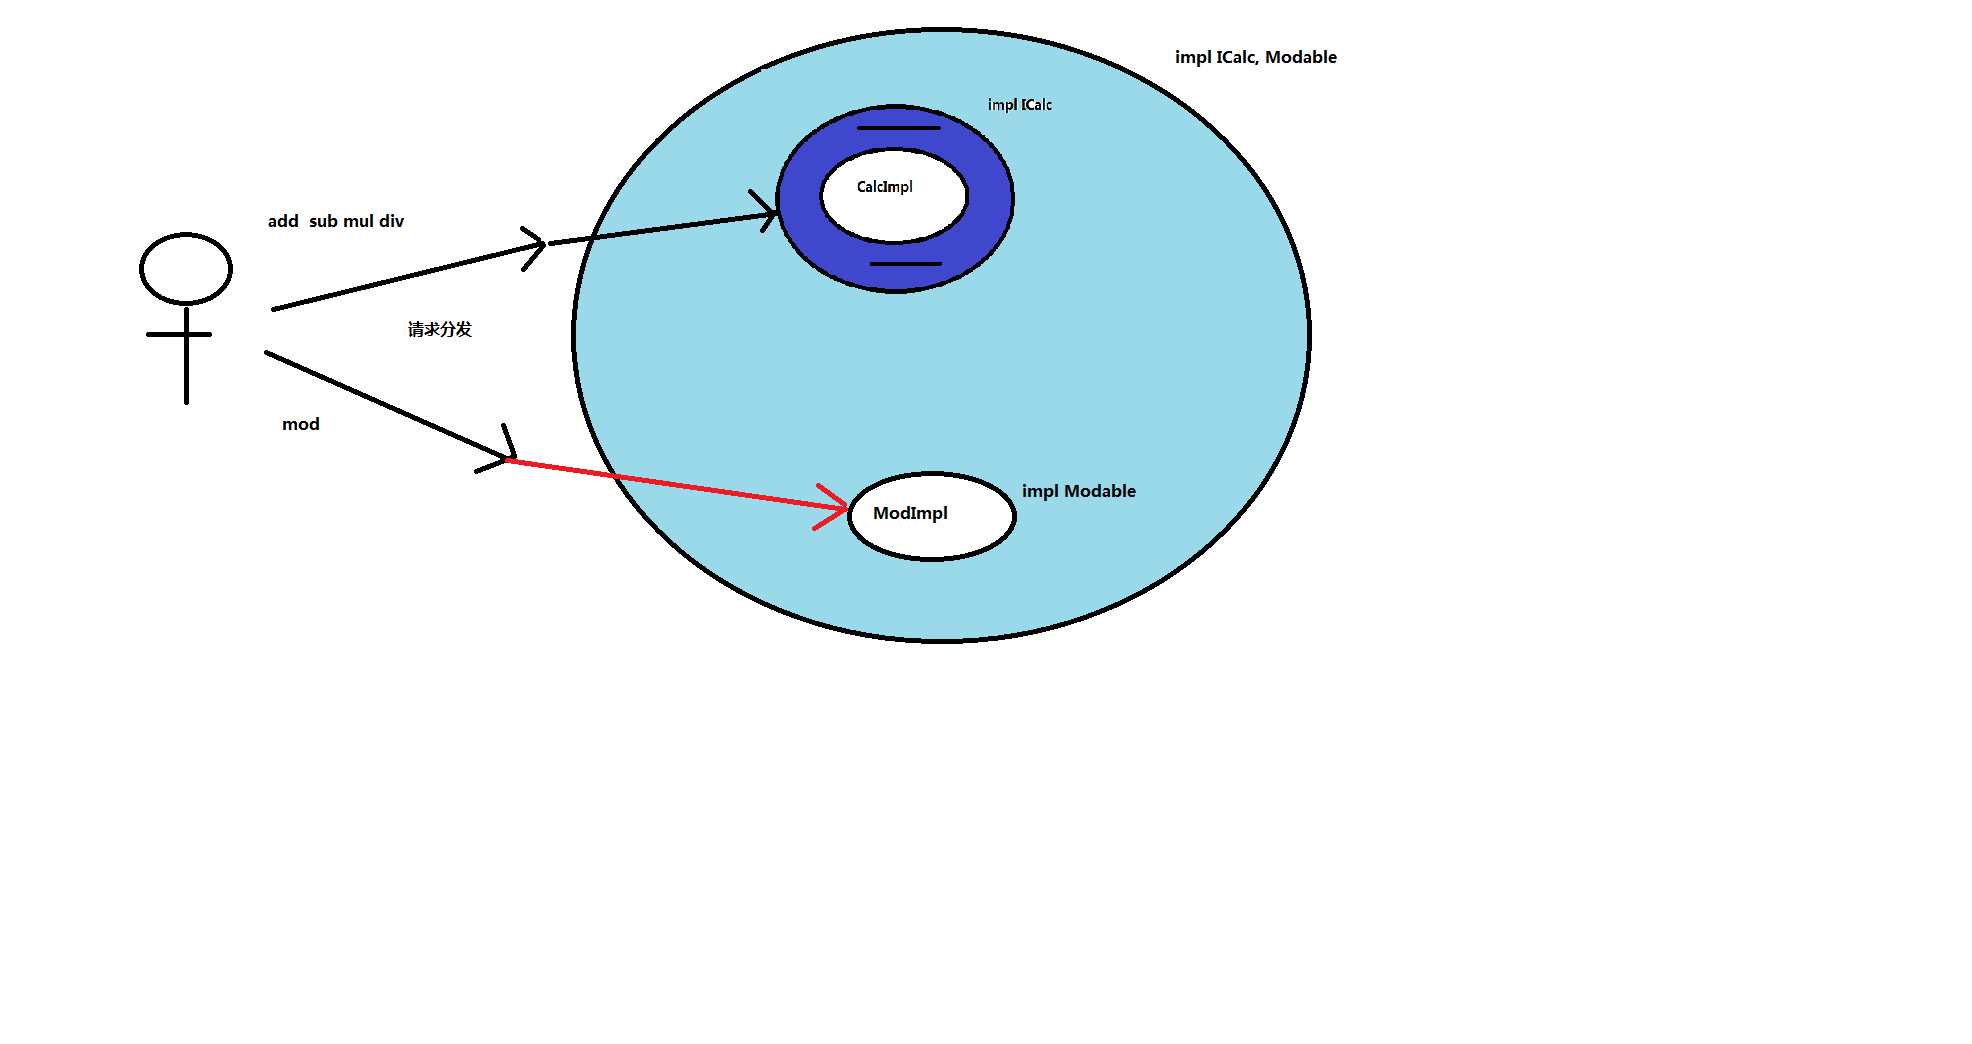 impl ICalc, Modable
impl ICalc
CalcImpl
add  sub mul div
请求分发
mod
impl Modable
ModImpl